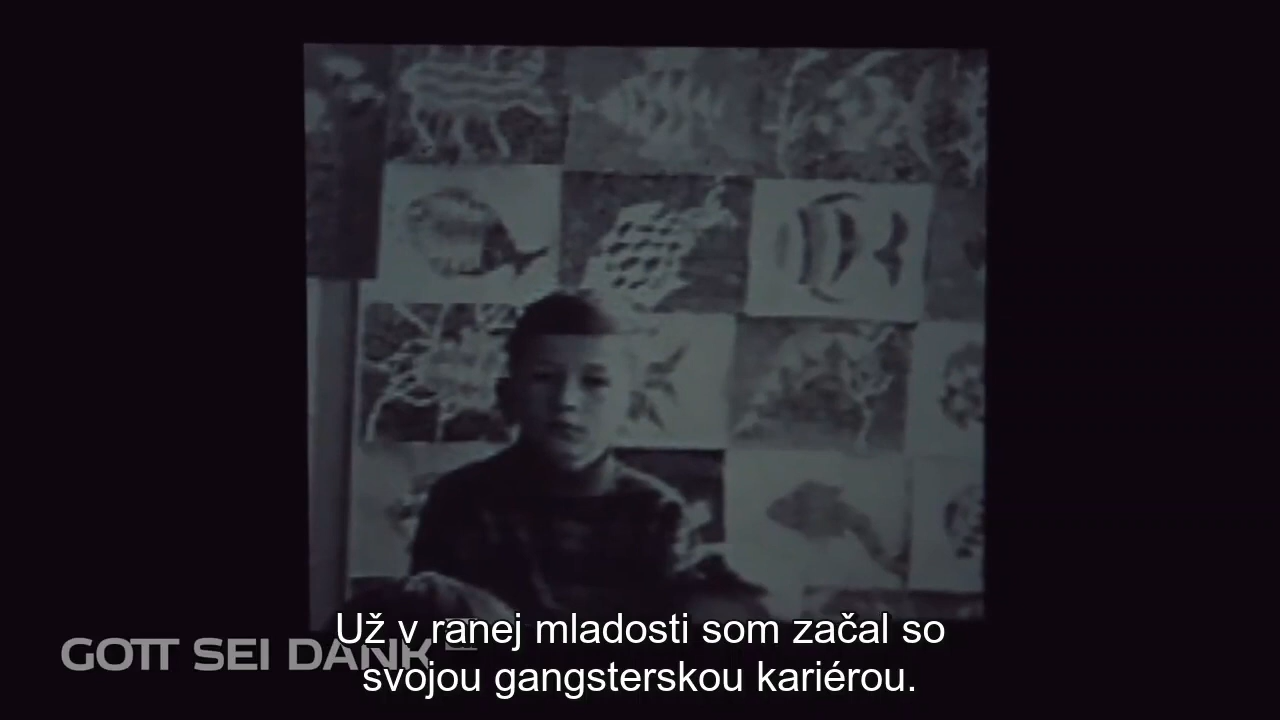 Už v ranej mladosti som začal so
GOTT SEI DANK
svojou gangsterskou kariérou.